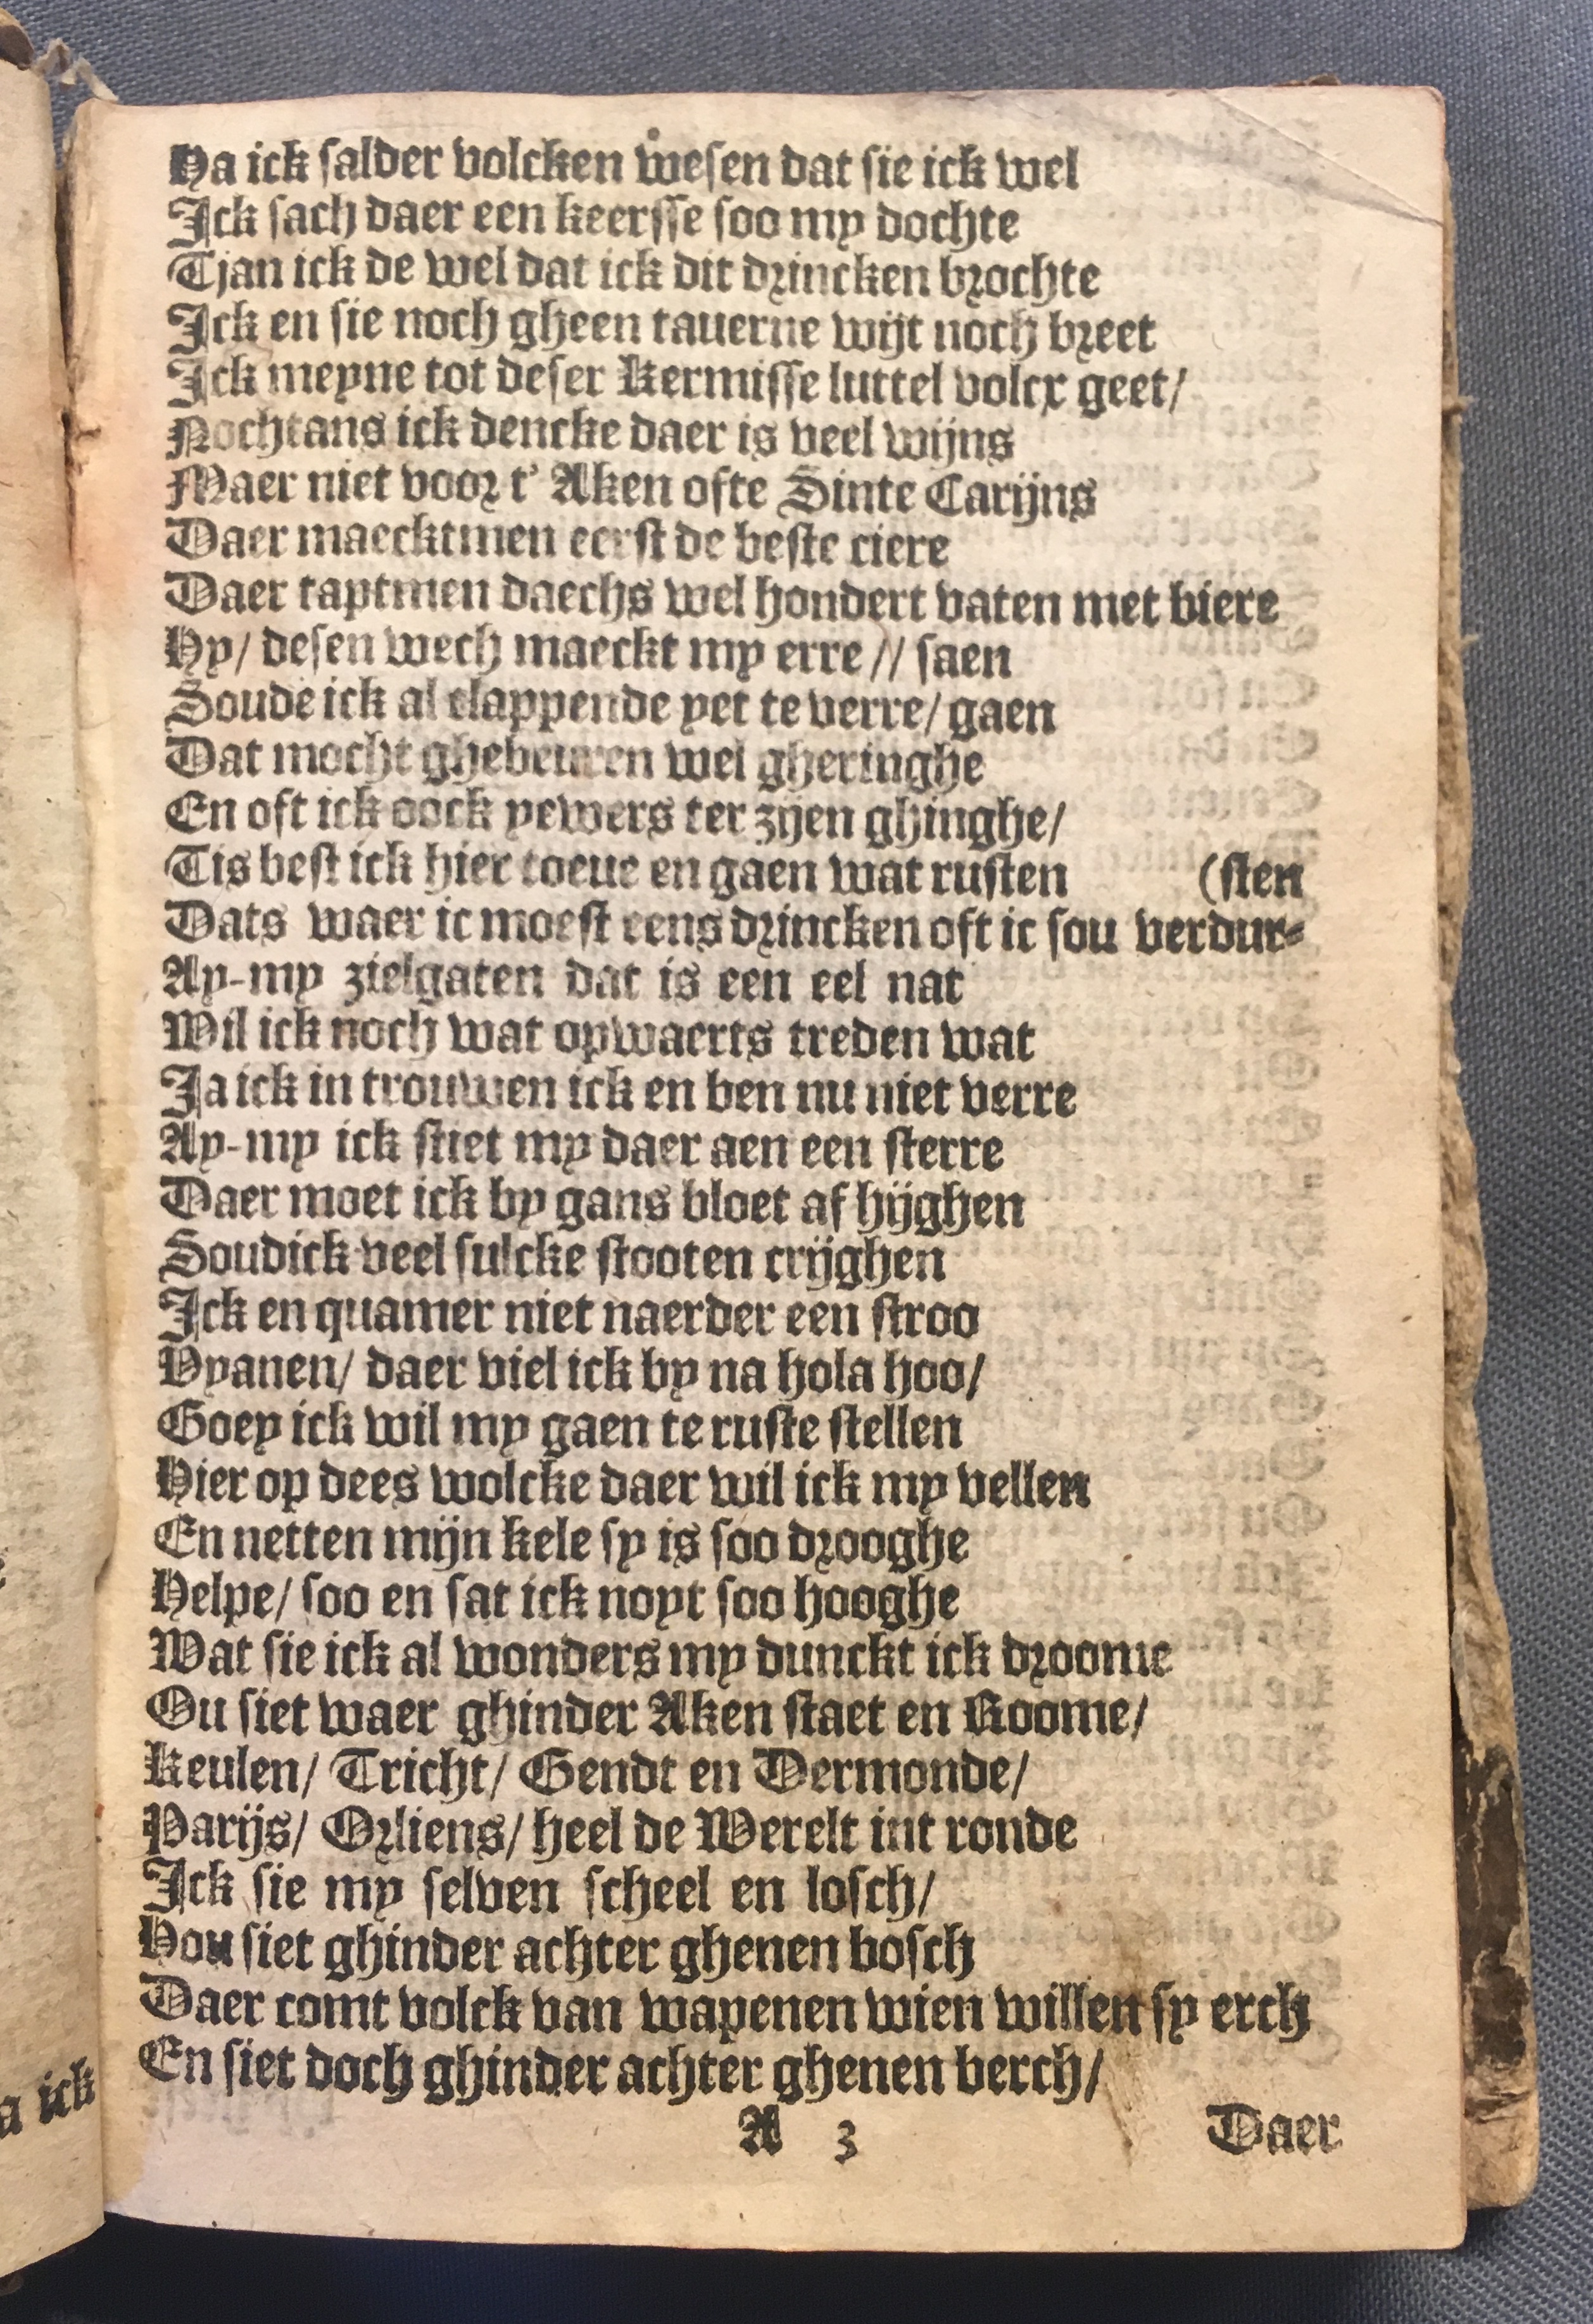 Ha ick salder volcken wesen dat sie ick wel
Ick sach daer een keersse soo my dochte
Tjan ick de wel dat ick dit drincken brochte
Ick en sie noch gheen tauerne wijt noch breet
Ick meyne tot deser Kermisse luttel volcx geet/
Nochtans ick dencke daer is veel wijns
Maer niet voor t' Aken ofte Sinte Carijns
Daer maecktmen eerst de beste ciere
Daer taptmen daechs wel hondert vaten met biere
Hy/ desen wech maeckt my erre // saen
Soude ick al clappende yet te verre/ gaen
Dat mocht ghebeuren wel gheringhe
En oft ick oock yewers ter zijen ghinghe/
Tis best ick hier toeue en gaen wat rusten (sten
Dats waer ic moest eens drincken oft ic sou verdur-
Ay-my zielgaten dat is een eel nat
Wil ick noch wat opwaerts treden wat
Ja ick in trouwen ick en ben nu niet verre
Ay-my ick stiet my daer aen een sterre
Daer moet ick by gans bloet af hijghen
Soudick veel sulcke stooten crijghen
Ick en quamer niet naerder een stroo
Vyanen/ daer viel ick by na hola hoo/
Goey ick wil my gaen te ruste stellen
Hier op dees wolcke daer wil ick my vellen
En netten mijn kele sy is soo drooghe
Helpe/ soo en sat ick noyt soo hooghe
Wat sie ick al wonders my dunckt ick droome
Ou siet waer ghinder Aken staet en Roome/
Keulen/ Tricht/ Gendt en Dermonde/
Parijs/ Orliens/ heel de Werelt int ronde
Ick sie my selven scheel en losch/
Hou siet ghinder achter ghenen bosch
Daer comt volck van wapenen wien willen sy erch
En siet doch ghinder achter ghenen berch/
A 3 Daer
a ick